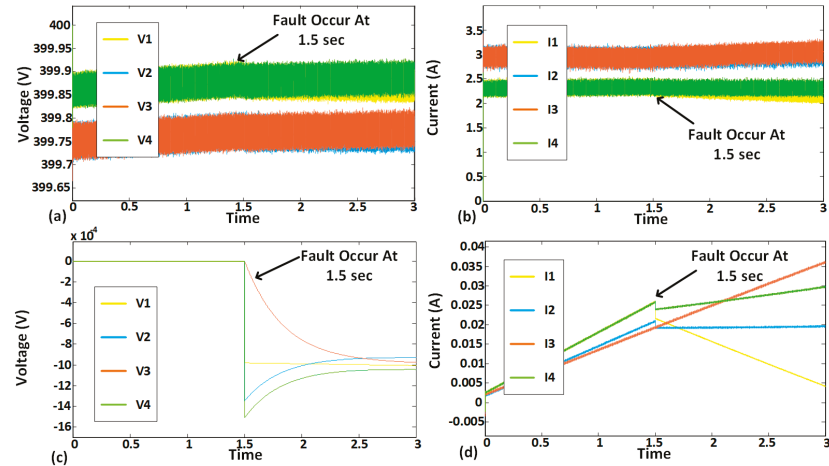 400
399.95
399.9
399.85
399.8
399.75
399.7
399.65
Voltage (V)
V1
V2
V3
V4
Fault Occur At
1.5 sec
0 0.5 1 1.5 2 2.5 3
(a)
Time
3.5
3
2.5
2
1.5
1
0.5
0
Current (A)
I1
I2
I3
I4
Fault Occur At
1.5 sec
0 0.5 1 1.5 2 2.5 3
(b)
Time
x 10⁴
0
-2
-4
-6
-8
-10
-12
-14
-16
Voltage (V)
V1
V2
V3
V4
Fault Occur At
1.5 sec
0 0.5 1 1.5 2 2.5 3
(c)
Time
0.04
0.035
0.03
0.025
0.02
0.015
0.01
0.005
0
-0.005
Current (A)
I1
I2
I3
I4
Fault Occur At
1.5 sec
0 0.5 1 1.5 2 2.5 3
(d)
Time